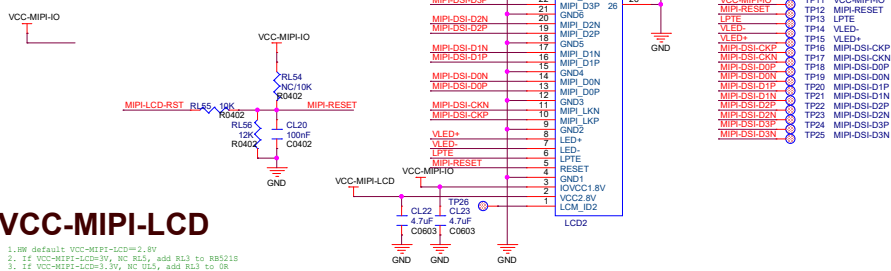 VCC-MIPI-IO
VCC-MIPI-IO
RL54
NC/10K
R0402
MIPI-LCD-RST
RL55 10K
R0402
MIPI-RESET
RL56
12K
R0402
CL20
100nF
C0402
GND
MIPI-DSI-D2N
MIPI-DSI-D2P
MIPI-DSI-D1N
MIPI-DSI-D1P
MIPI-DSI-D0N
MIPI-DSI-D0P
MIPI-DSI-CKN
MIPI-DSI-CKP
VLED+
VLED-
LPTE
MIPI-RESET
21 MIPI_D3P 26
20 GND6
19 MIPI_D2N
18 MIPI_D2P
17 GND5
16 MIPI_D1N
15 MIPI_D1P
14 GND4
13 MIPI_D0N
12 MIPI_D0P
11 GND3
10 MIPI_LKN
9 MIPI_LKP
8 GND2
7 LED+
6 LED-
5 LPTE
4 RESET
3 GND1
2 IOVCC1.8V
1 VCC2.8V
LCM_ID2
LCD2
GND
VCC-MIPI-LCD
VCC-MIPI-IO
TP26
CL22
4.7uF
C0603
CL23
4.7uF
C0603
GND
GND
GND
MIPI-RESET TP12 MIPI-RESET
LPTE TP13 LPTE
VLED- TP14 VLED-
VLED+ TP15 VLED+
MIPI-DSI-CKP TP16 MIPI-DSI-CKP
MIPI-DSI-CKN TP17 MIPI-DSI-CKN
MIPI-DSI-D0P TP18 MIPI-DSI-D0P
MIPI-DSI-D0N TP19 MIPI-DSI-D0N
MIPI-DSI-D1P TP20 MIPI-DSI-D1P
MIPI-DSI-D1N TP21 MIPI-DSI-D1N
MIPI-DSI-D2P TP22 MIPI-DSI-D2P
MIPI-DSI-D2N TP23 MIPI-DSI-D2N
MIPI-DSI-D3P TP24 MIPI-DSI-D3P
MIPI-DSI-D3N TP25 MIPI-DSI-D3N
VCC-MIPI-LCD
1.HW default VCC-MIPI-LCD=2.8V
2. If VCC-MIPI-LCD=3V, NC RL5, add RL3 to RB521S
3. If VCC-MIPI-LCD=3.3V, NC UL5, add RL3 to 0R